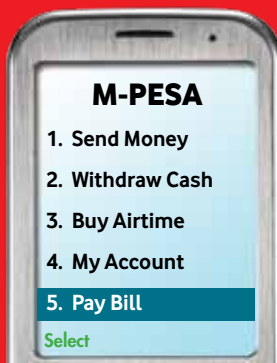 M-PESA
1. Send Money
2. Withdraw Cash
3. Buy Airtime
4. My Account
5. Pay Bill
Select